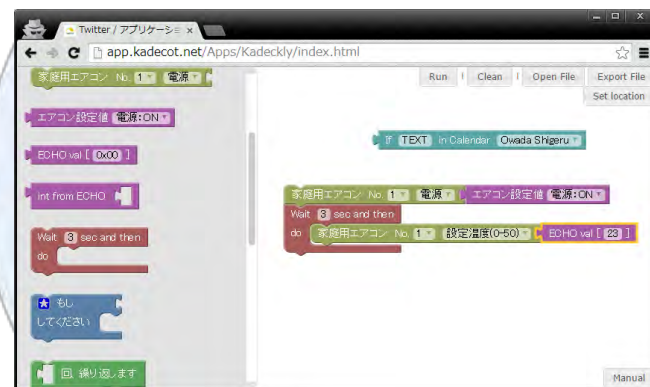 Twitter / アプリケーシ
app.kadecot.net/Apps/Kadeckly/index.html
Run
Clean
Open File
Export File
Set location
家庭用エアコン No. 1 電源
エアコン設定値 電源:ON
ECHO val [ 0x00 ]
int from ECHO
Wait 3 sec and then
do
もし
してください
回 繰り返します
If TEXT in Calendar Owada Shigeru
家庭用エアコン No. 1 電源 エアコン設定値 電源:ON
Wait 3 sec and then
do 家庭用エアコン No. 1 設定温度(0-50) ECHO val [ 23 ]
Manual